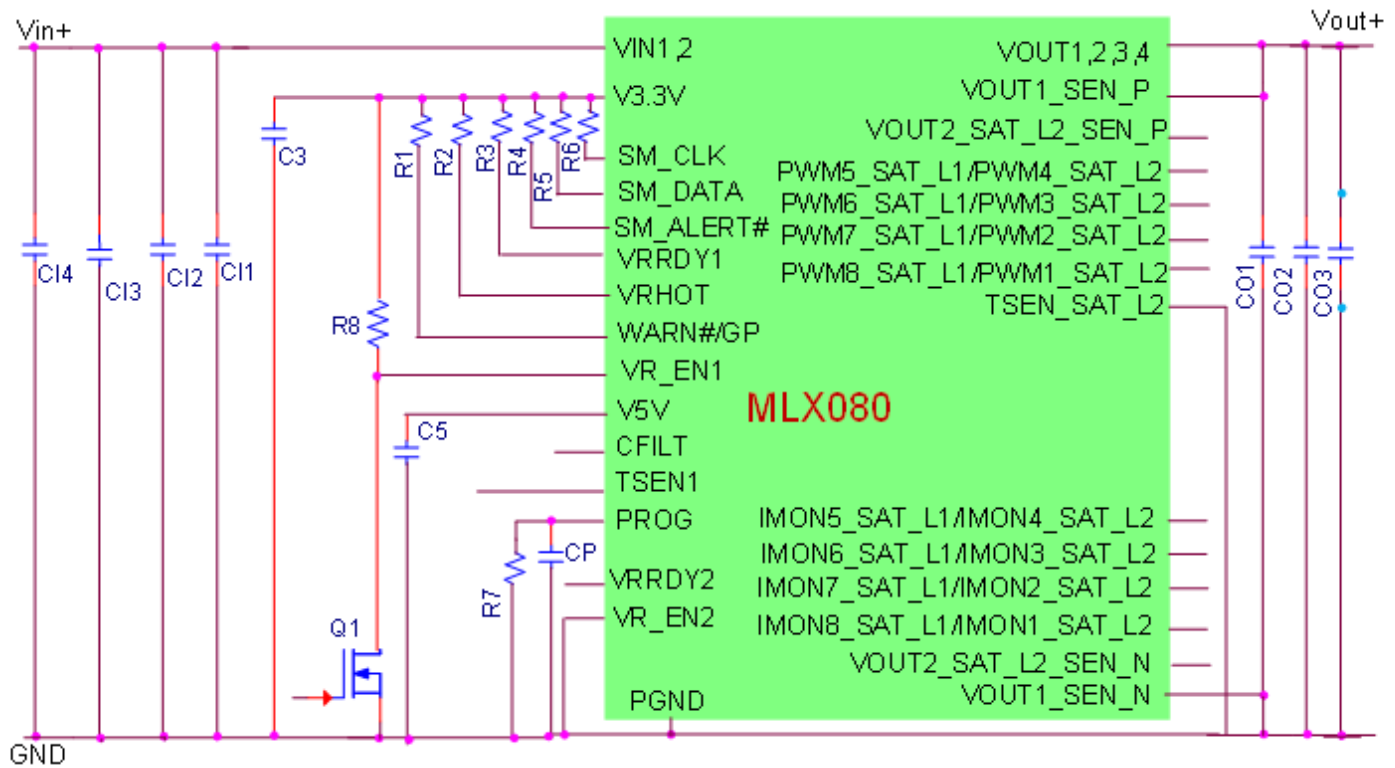 Vin+
Vout+
VIN1,2
VOUT1,2,3,4
V3.3V
VOUT1_SEN_P
VOUT2_SAT_L2_SEN_P
C3
R1
R2
R3
R4
R5
R6
SM_CLK
PWM5_SAT_L1/PWM4_SAT_L2
SM_DATA
PWM6_SAT_L1/PWM3_SAT_L2
SM_ALERT#
PWM7_SAT_L1/PWM2_SAT_L2
VRRDY1
PWM8_SAT_L1/PWM1_SAT_L2
CI4
CI3
CI2
CI1
VRHOT
TSEN_SAT_L2
CO1
CO2
CO3
R8
WARN#/GP
VR_EN1
MLX080
V5V
C5
CFILT
TSEN1
PROG
IMON5_SAT_L1/IMON4_SAT_L2
CP
IMON6_SAT_L1/IMON3_SAT_L2
R7
VRRDY2
IMON7_SAT_L1/IMON2_SAT_L2
VR_EN2
IMON8_SAT_L1/IMON1_SAT_L2
Q1
VOUT2_SAT_L2_SEN_N
PGND
VOUT1_SEN_N
GND